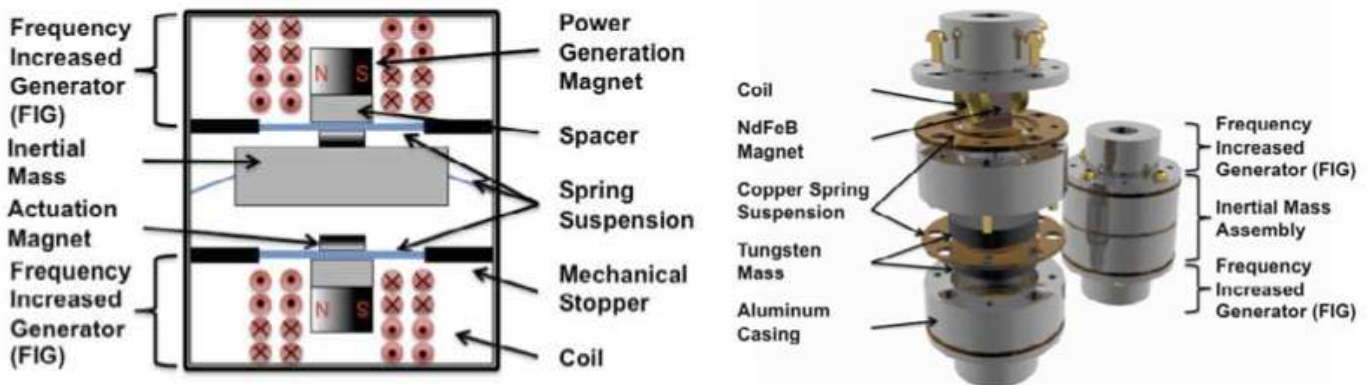 Frequency
Increased
Generator
(FIG)
Inertial
Mass
Actuation
Magnet
Frequency
Increased
Generator
(FIG)
N S
N S
Power
Generation
Magnet
Spacer
Spring
Suspension
Mechanical
Stopper
Coil
Coil
NdFeB
Magnet
Copper Spring
Suspension
Tungsten
Mass
Aluminum
Casing
Frequency
Increased
Generator (FIG)
Inertial Mass
Assembly
Frequency
Increased
Generator (FIG)